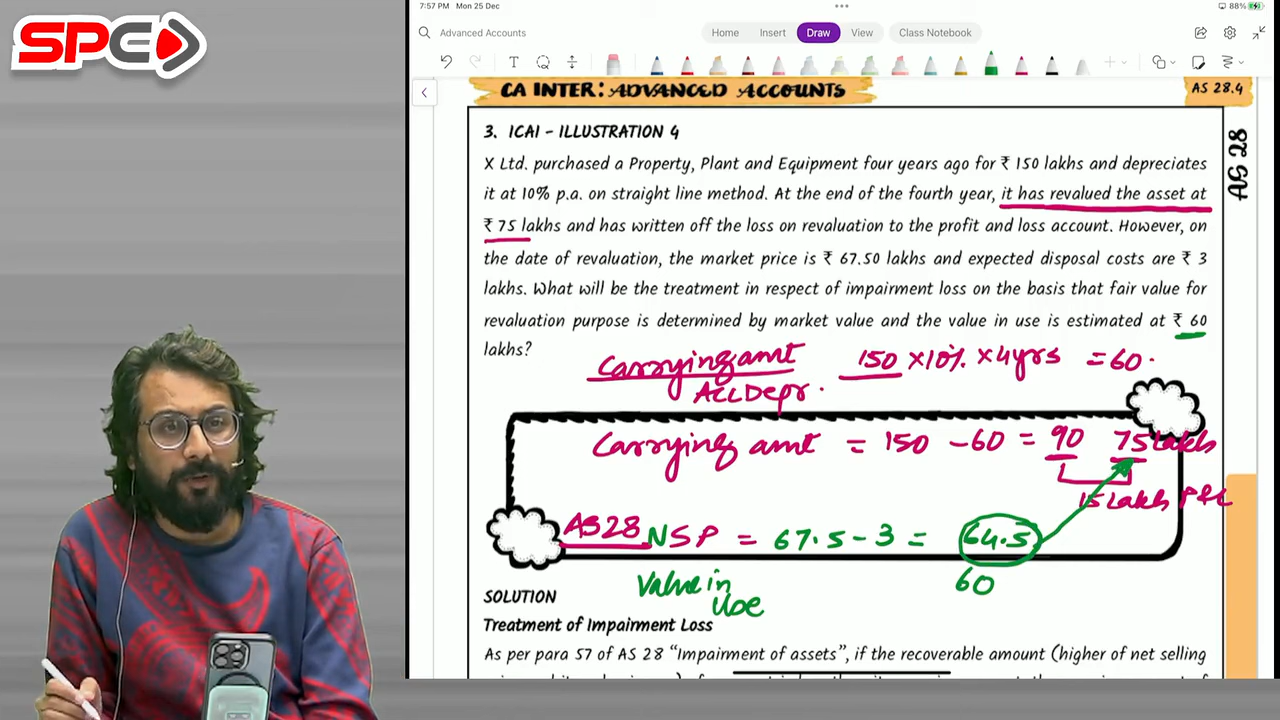 SPC
7:57 PM Mon 25 Dec
88%
Advanced Accounts
Home Insert Draw View Class Notebook
CA INTER: ADVANCED ACCOUNTS
AS 28.4
AS 28
3. ICAI - ILLUSTRATION 4
X Ltd. purchased a Property, Plant and Equipment four years ago for ₹ 150 lakhs and depreciates
it at 10% p.a. on straight line method. At the end of the fourth year, it has revalued the asset at
₹ 75 lakhs and has written off the loss on revaluation to the profit and loss account. However, on
the date of revaluation, the market price is ₹ 67.50 lakhs and expected disposal costs are ₹ 3
lakhs. What will be the treatment in respect of impairment loss on the basis that fair value for
revaluation purpose is determined by market value and the value in use is estimated at ₹ 60
lakhs?
Carrying amt 150 × 10% × 4yrs = 60.
ACC Depr.
Carrying amt = 150 - 60 = 90 75 lakhs
15 Lakhs P&L
AS 28 NSP = 67.5 - 3 = 64.5
Value in 60
Use
SOLUTION
Treatment of Impairment Loss
As per para 57 of AS 28 "Impairment of assets", if the recoverable amount (higher of net selling